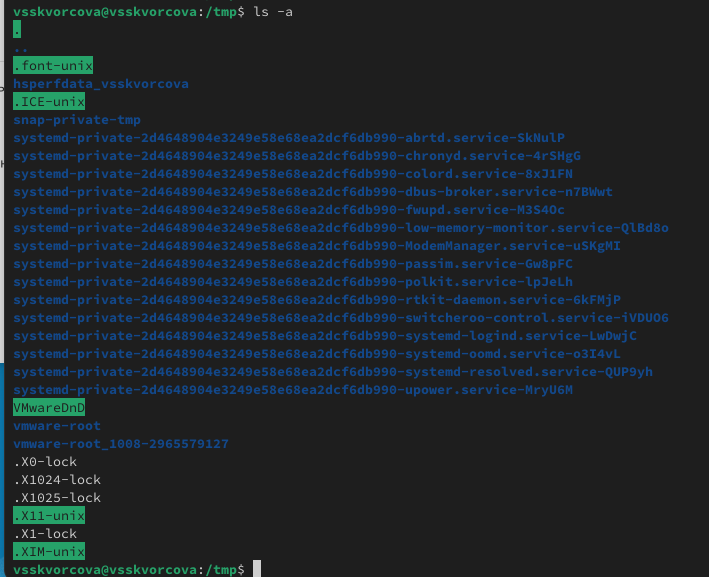 vsskvorcova@vsskvorcova:/tmp$ ls -a
.
..
.font-unix
hsperfdata_vsskvorcova
.ICE-unix
snap-private-tmp
systemd-private-2d4648904e3249e58e68ea2dcf6db990-abrtd.service-SkNulP
systemd-private-2d4648904e3249e58e68ea2dcf6db990-chronyd.service-4rSHgG
systemd-private-2d4648904e3249e58e68ea2dcf6db990-colord.service-8xJ1FN
systemd-private-2d4648904e3249e58e68ea2dcf6db990-dbus-broker.service-n7BWwt
systemd-private-2d4648904e3249e58e68ea2dcf6db990-fwupd.service-M3S4Oc
systemd-private-2d4648904e3249e58e68ea2dcf6db990-low-memory-monitor.service-QlBd8o
systemd-private-2d4648904e3249e58e68ea2dcf6db990-ModemManager.service-uSKgMI
systemd-private-2d4648904e3249e58e68ea2dcf6db990-passim.service-Gw8pFC
systemd-private-2d4648904e3249e58e68ea2dcf6db990-polkit.service-lpJeLh
systemd-private-2d4648904e3249e58e68ea2dcf6db990-rtkit-daemon.service-6kFMjP
systemd-private-2d4648904e3249e58e68ea2dcf6db990-switcheroo-control.service-iVDUO6
systemd-private-2d4648904e3249e58e68ea2dcf6db990-systemd-logind.service-LwDwjC
systemd-private-2d4648904e3249e58e68ea2dcf6db990-systemd-oomd.service-o3I4vL
systemd-private-2d4648904e3249e58e68ea2dcf6db990-systemd-resolved.service-QUP9yh
systemd-private-2d4648904e3249e58e68ea2dcf6db990-upower.service-MryU6M
VMwareDnD
vmware-root
vmware-root_1008-2965579127
.X0-lock
.X1024-lock
.X1025-lock
.X11-unix
.X1-lock
.XIM-unix
vsskvorcova@vsskvorcova:/tmp$